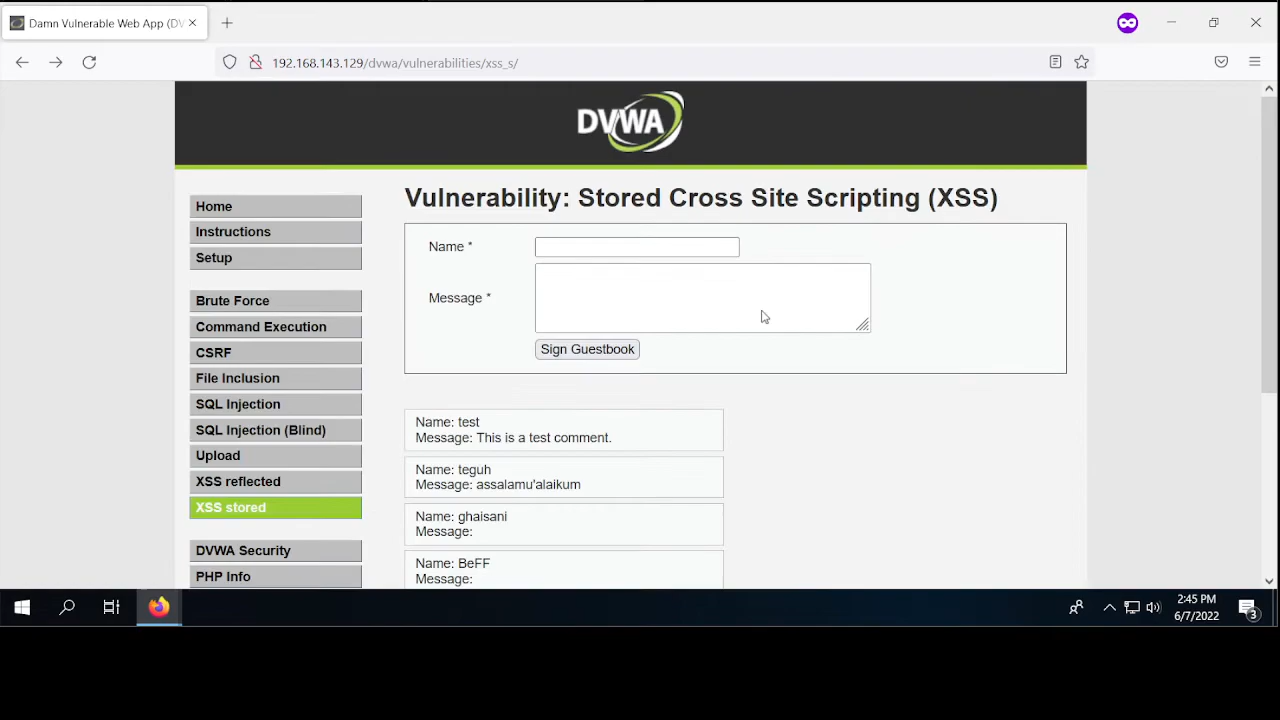 Damn Vulnerable Web App (DV
192.168.143.129/dvwa/vulnerabilities/xss_s/
DVWA
Home
Instructions
Setup
Brute Force
Command Execution
CSRF
File Inclusion
SQL Injection
SQL Injection (Blind)
Upload
XSS reflected
XSS stored
DVWA Security
PHP Info
Vulnerability: Stored Cross Site Scripting (XSS)
Name *
Message *
Sign Guestbook
Name: test
Message: This is a test comment.
Name: teguh
Message: assalamu'alaikum
Name: ghaisani
Message:
Name: BeFF
Message:
2:45 PM
6/7/2022
3